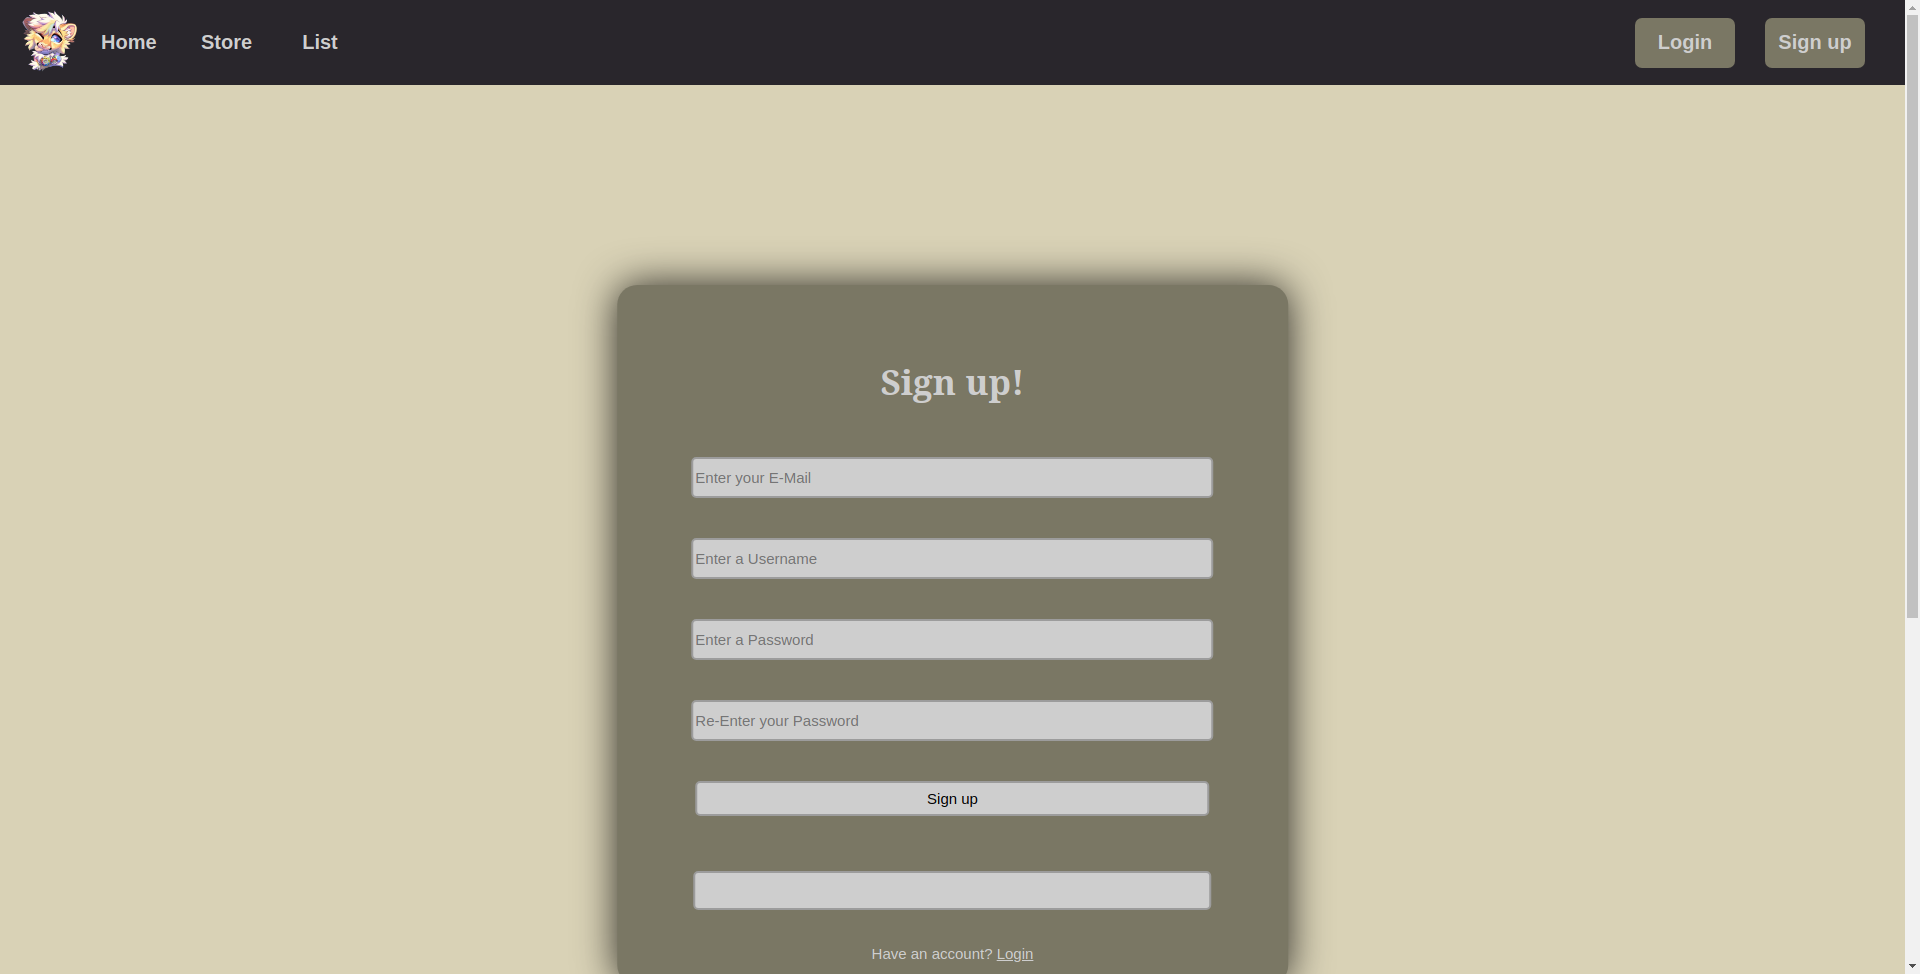 Home Store List Login Sign up
Sign up!
Enter your E-Mail
Enter a Username
Enter a Password
Re-Enter your Password
Sign up
Have an account? Login